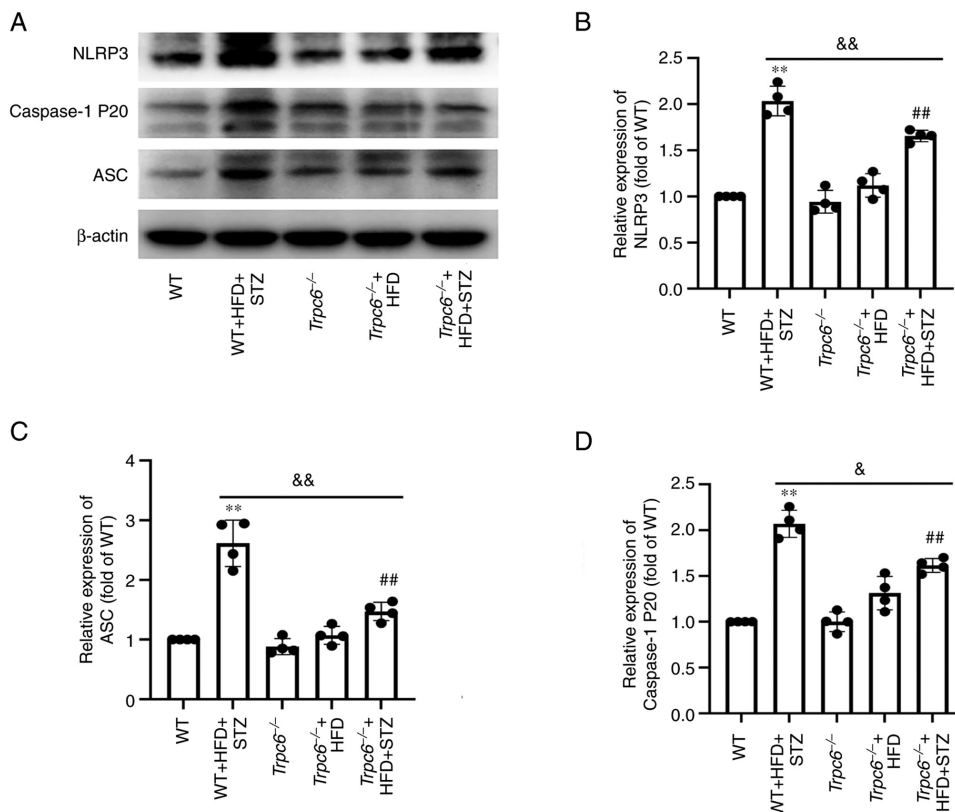 A
NLRP3
Caspase-1 P20
ASC
β-actin
WT
WT+HFD+
STZ
Trpc6⁻/⁻
Trpc6⁻/⁻+
HFD
Trpc6⁻/⁻+
HFD+STZ
B
Relative expression of
NLRP3 (fold of WT)
2.5
2.0
1.5
1.0
0.5
0.0
&&
**
##
WT
WT+HFD+
STZ
Trpc6⁻/⁻
Trpc6⁻/⁻+
HFD
Trpc6⁻/⁻+
HFD+STZ
C
Relative expression of
ASC (fold of WT)
4
3
2
1
0
&&
**
##
WT
WT+HFD+
STZ
Trpc6⁻/⁻
Trpc6⁻/⁻+
HFD
Trpc6⁻/⁻+
HFD+STZ
D
Relative expression of
Caspase-1 P20 (fold of WT)
2.5
2.0
1.5
1.0
0.5
0.0
&
**
##
WT
WT+HFD+
STZ
Trpc6⁻/⁻
Trpc6⁻/⁻+
HFD
Trpc6⁻/⁻+
HFD+STZ